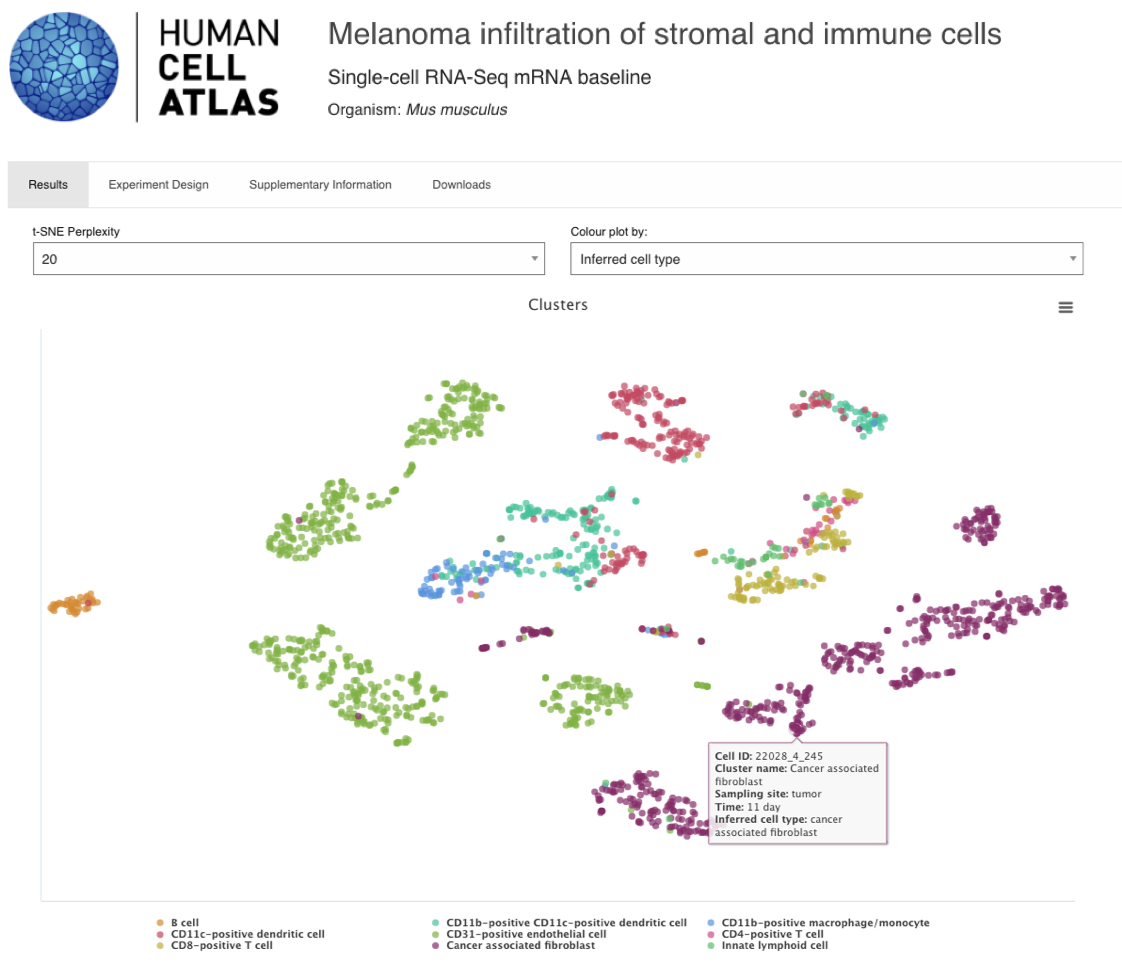 HUMAN
CELL
ATLAS
Melanoma infiltration of stromal and immune cells
Single-cell RNA-Seq mRNA baseline
Organism: Mus musculus
Results
Experiment Design
Supplementary Information
Downloads
t-SNE Perplexity
Colour plot by:
20
Inferred cell type
Clusters
Cell ID: 22028_4_245
Cluster name: Cancer associated
fibroblast
Sampling site: tumor
Time: 11 day
Inferred cell type: cancer
associated fibroblast
B cell
CD11b-positive CD11c-positive dendritic cell
CD11b-positive macrophage/monocyte
CD11c-positive dendritic cell
CD31-positive endothelial cell
CD4-positive T cell
CD8-positive T cell
Cancer associated fibroblast
Innate lymphoid cell